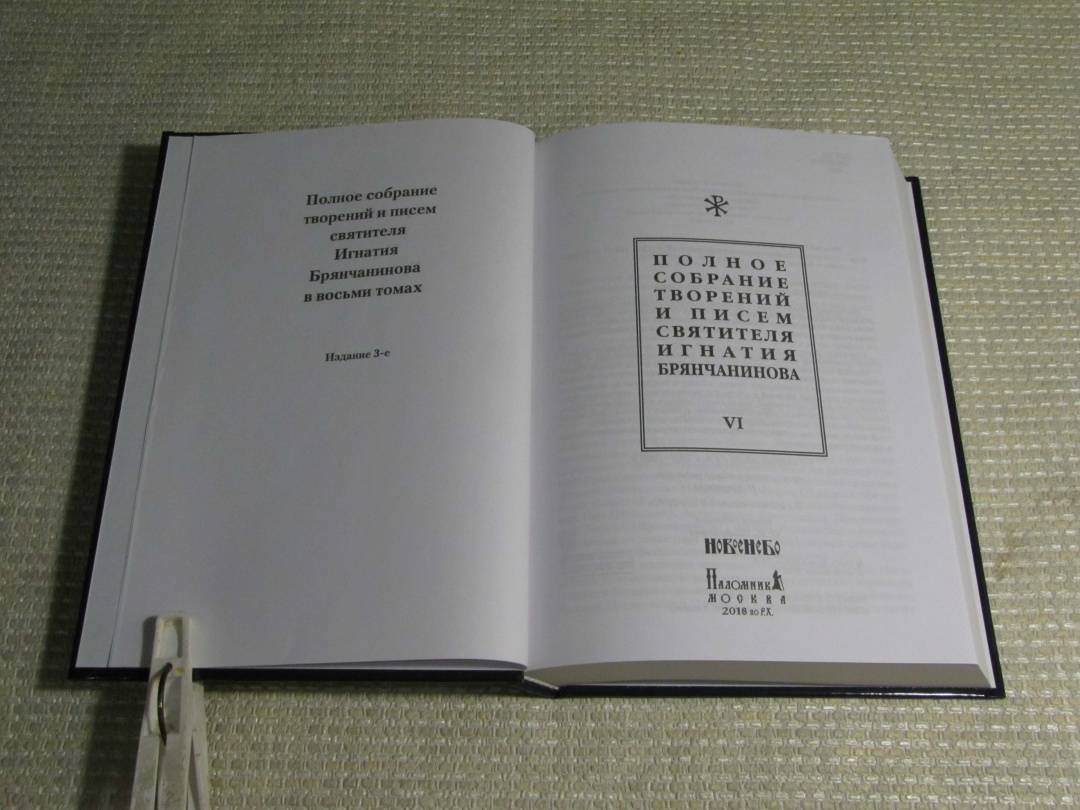 Полное собрание
творений и писем
святителя
Игнатия
Брянчанинова
в восьми томах
Издание 3-е
ПОЛНОЕ
СОБРАНИЕ
ТВОРЕНИЙ
И ПИСЕМ
СВЯТИТЕЛЯ
ИГНАТИЯ
БРЯНЧАНИНОВА
VI
НОВОЕ НЕБО
ПАЛОМНИК
МОСКВА
2018 по Р.Х.